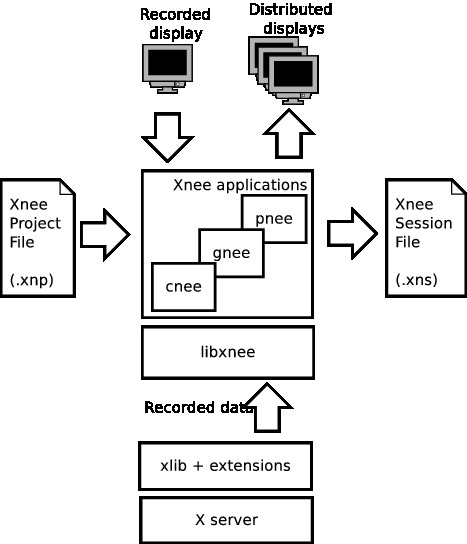 Recorded
display
Distributed
displays
Xnee
Project
File
(.xnp)
Xnee applications
pnee
gnee
cnee
Xnee
Session
File
(.xns)
libxnee
Recorded data
xlib + extensions
X server